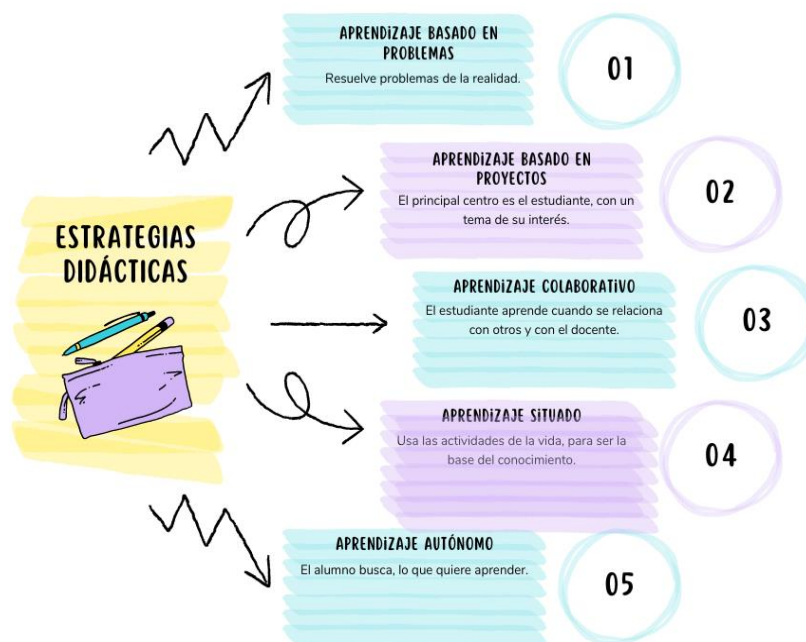 ESTRATEGIAS
DIDÁCTICAS
APRENDIZAJE BASADO EN
PROBLEMAS
Resuelve problemas de la realidad.
01
APRENDIZAJE BASADO EN
PROYECTOS
El principal centro es el estudiante, con un
tema de su interés.
02
APRENDIZAJE COLABORATIVO
El estudiante aprende cuando se relaciona
con otros y con el docente.
03
APRENDIZAJE SITUADO
Usa las actividades de la vida, para ser la
base del conocimiento.
04
APRENDIZAJE AUTÓNOMO
El alumno busca, lo que quiere aprender.
05